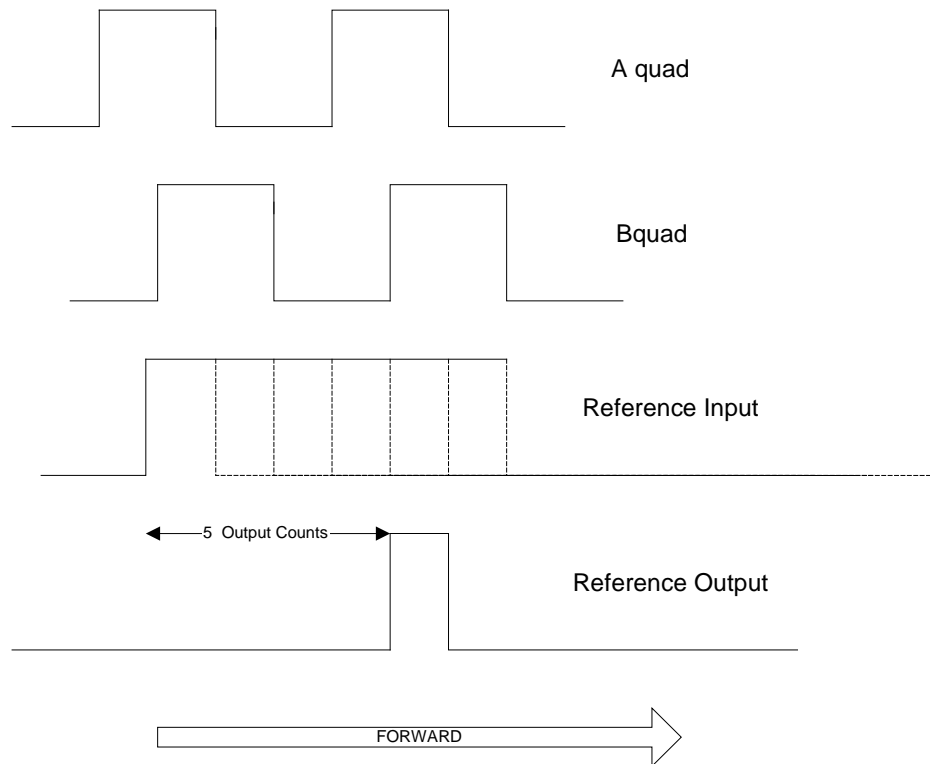 A quad
Bquad
Reference Input
5 Output Counts
Reference Output
FORWARD